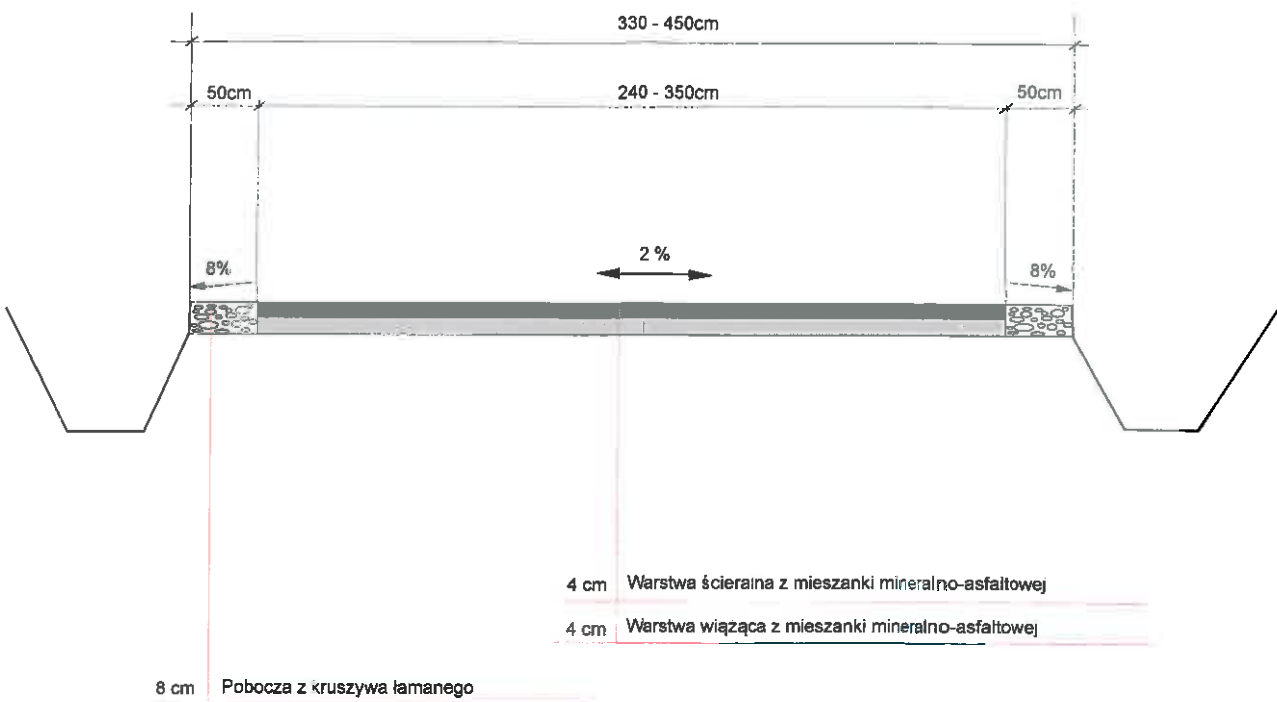 330 - 450cm
50cm 240 - 350cm 50cm
2 %
8% 8%
4 cm Warstwa ścieralna z mieszanki mineralno-asfaltowej
4 cm Warstwa wiążąca z mieszanki mineralno-asfaltowej
8 cm Pobocza z kruszywa łamanego